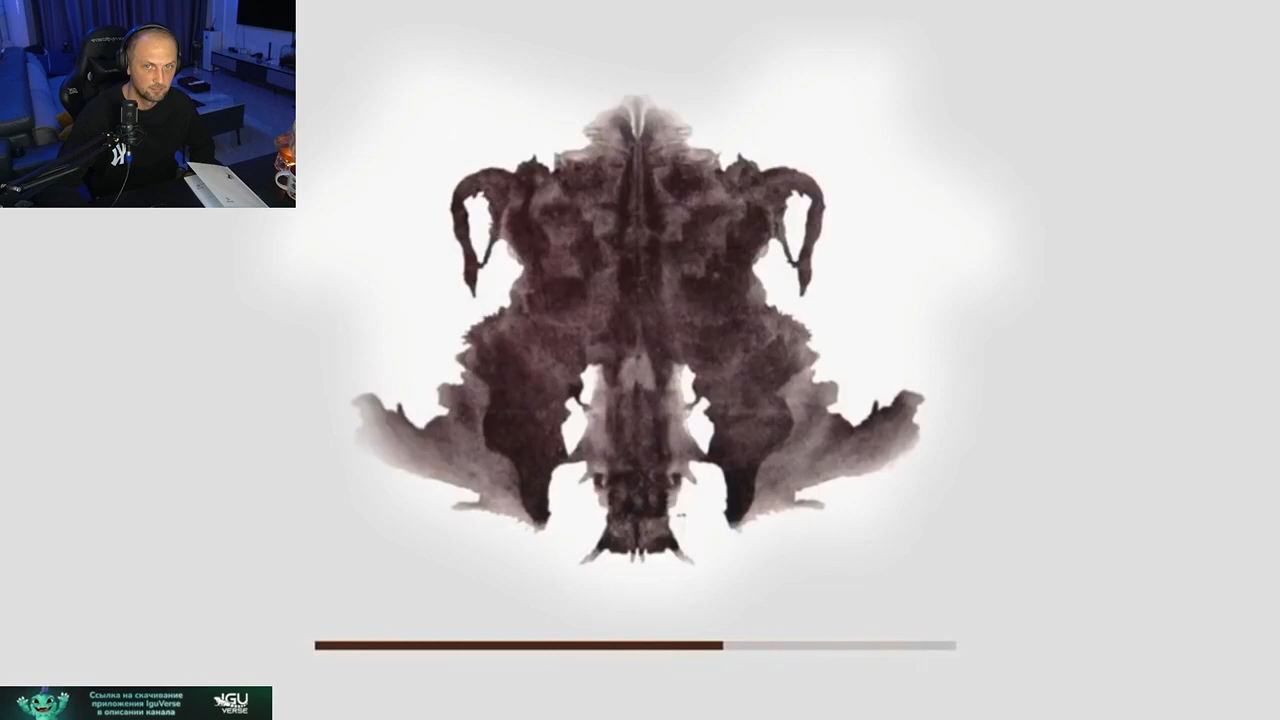 Ссылка на скачивание
приложения IguVerse
в описании канала
IGU
VERSE